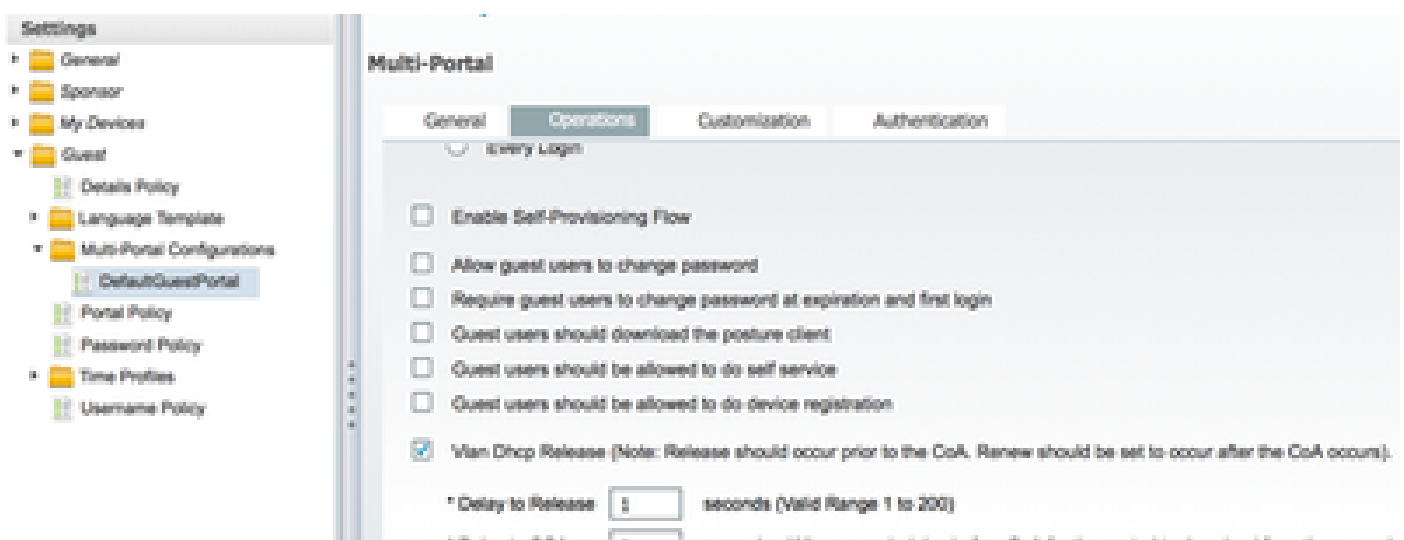 Settings
General
Sponsor
My Devices
Guest
Details Policy
Language Template
Multi-Portal Configurations
DefaultGuestPortal
Portal Policy
Password Policy
Time Profiles
Username Policy
Multi-Portal
General Operations Customization Authentication
Every Login
Enable Self-Provisioning Flow
Allow guest users to change password
Require guest users to change password at expiration and first login
Guest users should download the posture client
Guest users should be allowed to do self service
Guest users should be allowed to do device registration
Vlan Dhcp Release (Note: Release should occur prior to the CoA. Renew should be set to occur after the CoA occurs).
* Delay to Release 1 seconds (Valid Range 1 to 200)